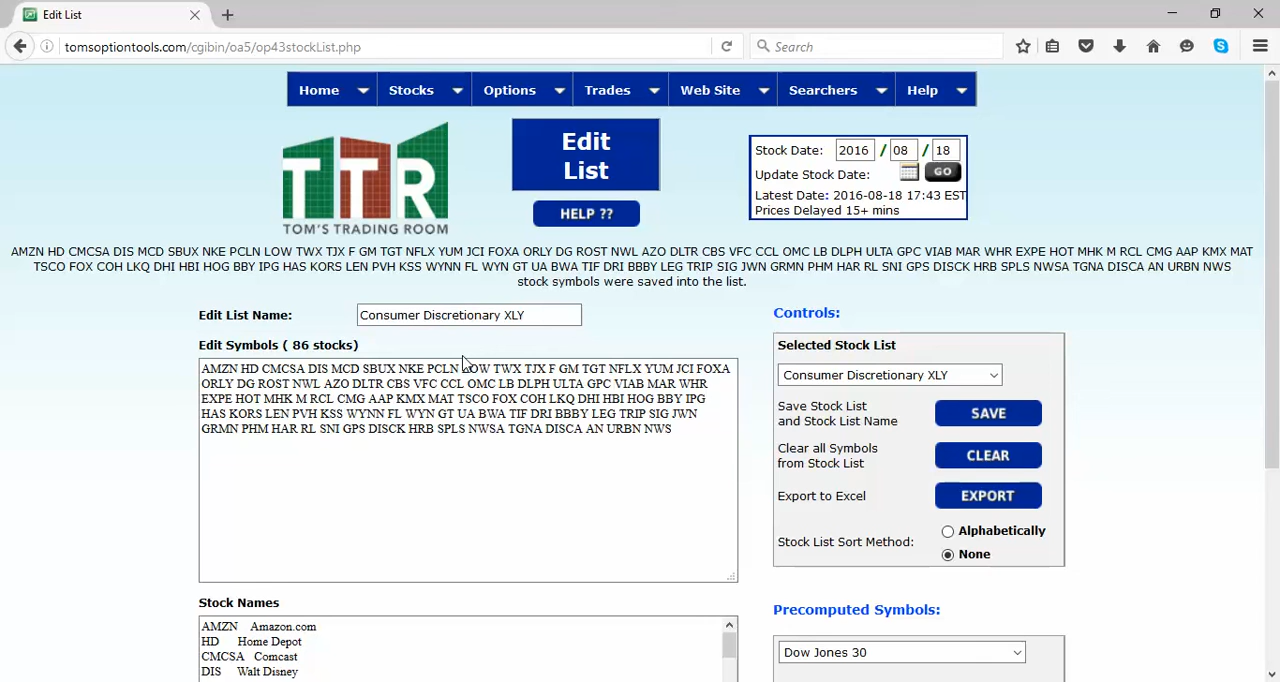 Edit List
tomsoptiontools.com/cgibin/oa5/op43stockList.php
Search
Home Stocks Options Trades Web Site Searchers Help
TTR
TOM'S TRADING ROOM
Edit
List
HELP ??
Stock Date: 2016 / 08 / 18
Update Stock Date: GO
Latest Date: 2016-08-18 17:43 EST
Prices Delayed 15+ mins
AMZN HD CMCSA DIS MCD SBUX NKE PCLN LOW TWX TJX F GM TGT NFLX YUM JCI FOXA ORLY DG ROST NWL AZO DLTR CBS VFC CCL OMC LB DLPH ULTA GPC VIAB MAR WHR EXPE HOT MHK M RCL CMG AAP KMX MAT
TSCO FOX COH LKQ DHI HBI HOG BBY IPG HAS KORS LEN PVH KSS WYNN FL WYN GT UA BWA TIF DRI BBBY LEG TRIP SIG JWN GRMN PHM HAR RL SNI GPS DISCK HRB SPLS NWSA TGNA DISCA AN URBN NWS
stock symbols were saved into the list.
Edit List Name: Consumer Discretionary XLY
Edit Symbols ( 86 stocks)
AMZN HD CMCSA DIS MCD SBUX NKE PCLN LOW TWX TJX F GM TGT NFLX YUM JCI FOXA
ORLY DG ROST NWL AZO DLTR CBS VFC CCL OMC LB DLPH ULTA GPC VIAB MAR WHR
EXPE HOT MHK M RCL CMG AAP KMX MAT TSCO FOX COH LKQ DHI HBI HOG BBY IPG
HAS KORS LEN PVH KSS WYNN FL WYN GT UA BWA TIF DRI BBBY LEG TRIP SIG JWN
GRMN PHM HAR RL SNI GPS DISCK HRB SPLS NWSA TGNA DISCA AN URBN NWS
Controls:
Selected Stock List
Consumer Discretionary XLY
Save Stock List
and Stock List Name
SAVE
Clear all Symbols
from Stock List
CLEAR
Export to Excel
EXPORT
Stock List Sort Method:
Alphabetically
None
Stock Names
AMZN Amazon.com
HD Home Depot
CMCSA Comcast
DIS Walt Disney
Precomputed Symbols:
Dow Jones 30